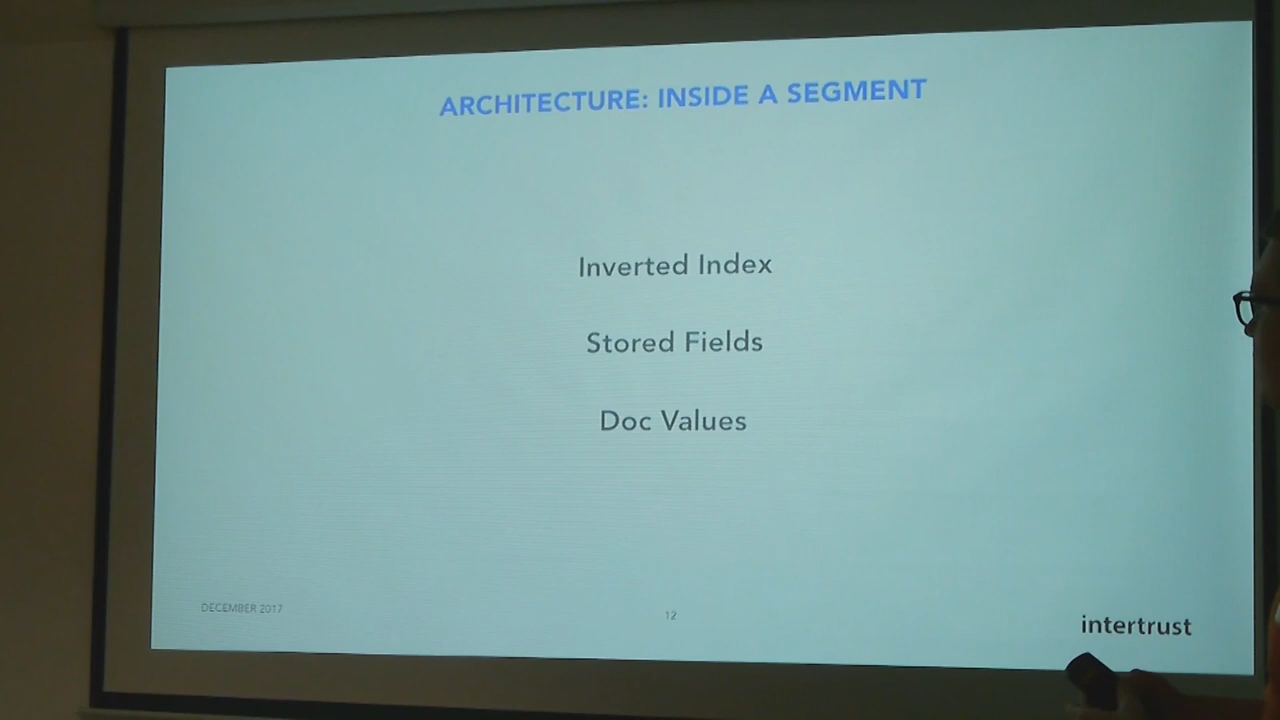 ARCHITECTURE: INSIDE A SEGMENT
Inverted Index
Stored Fields
Doc Values
DECEMBER 2017
12
intertrust